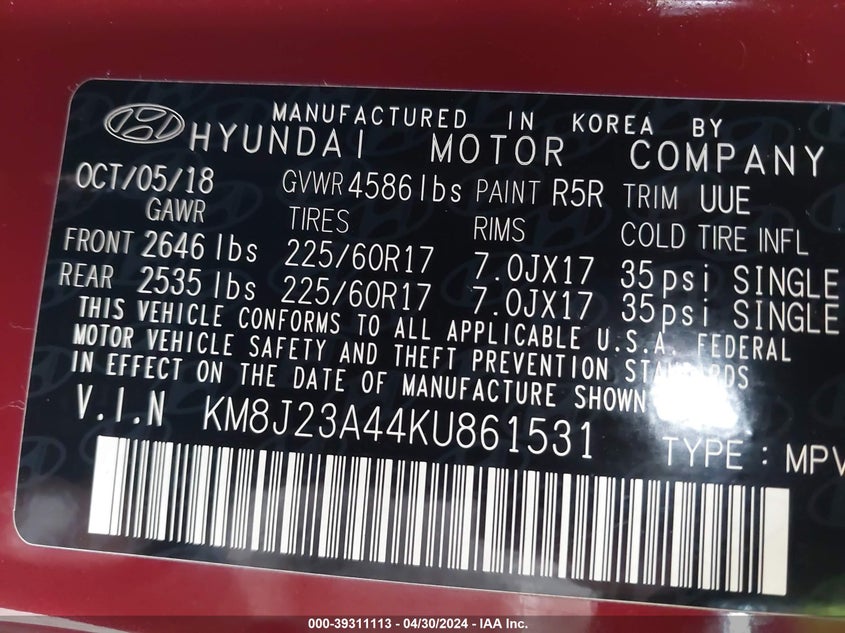 MANUFACTURED IN KOREA BY
HYUNDAI MOTOR COMPANY
OCT/05/18 GVWR 4586lbs PAINT R5R TRIM UUE
GAWR TIRES RIMS COLD TIRE INFL
FRONT 2646 lbs 225/60R17 7.0JX17 35psi SINGLE
REAR 2535 lbs 225/60R17 7.0JX17 35psi SINGLE
THIS VEHICLE CONFORMS TO ALL APPLICABLE U.S.A. FEDERAL
MOTOR VEHICLE SAFETY AND THEFT PREVENTION STANDARDS
IN EFFECT ON THE DATE OF MANUFACTURE SHOWN
V.I.N KM8J23A44KU861531 TYPE : MPV
000-39311113 - 04/30/2024 - IAA Inc.